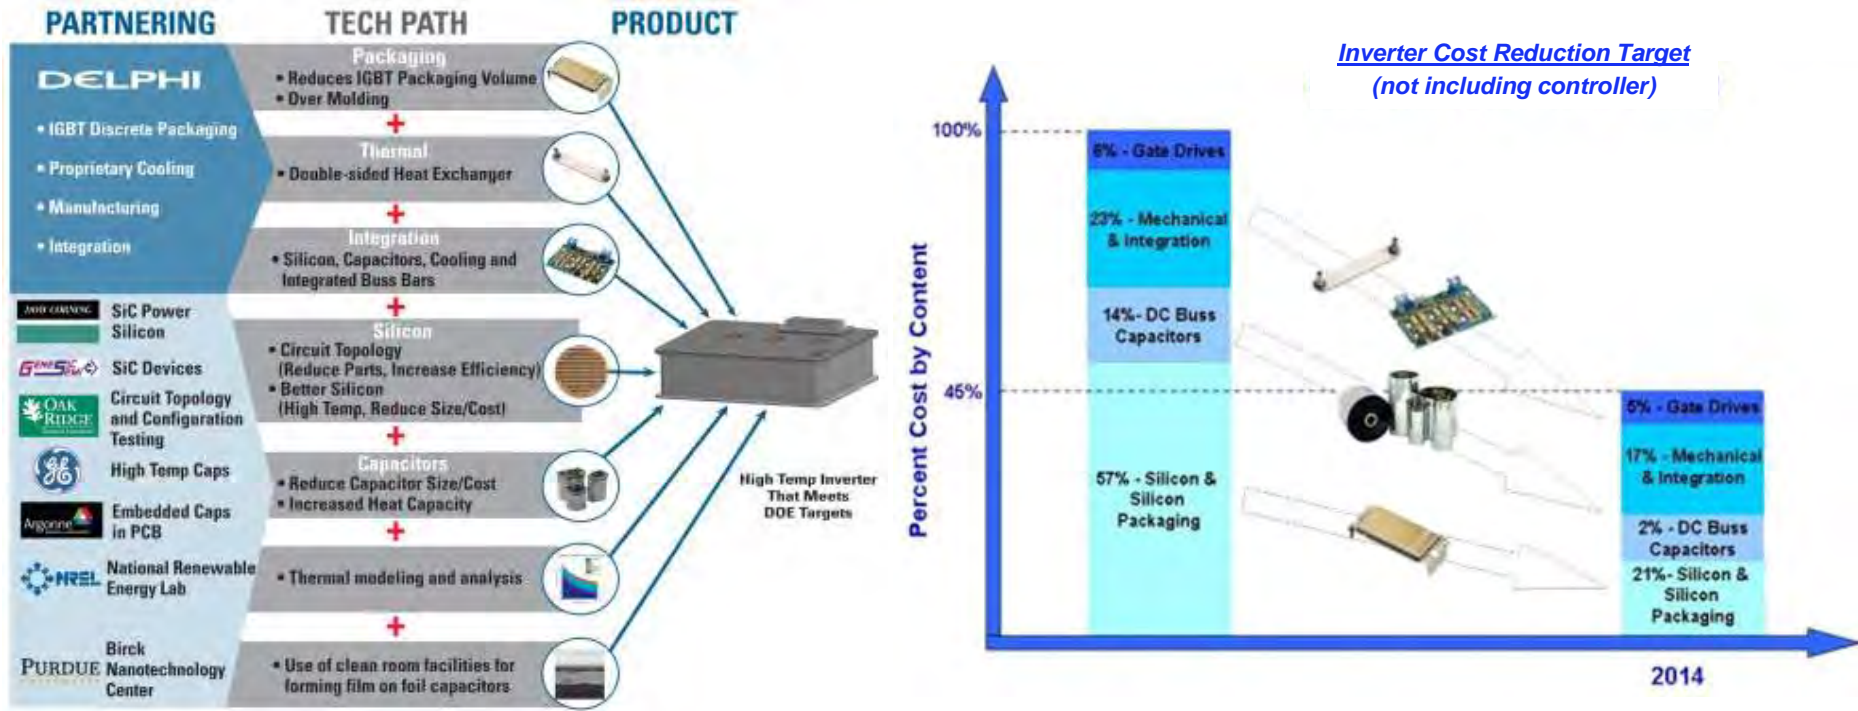 PARTNERING
TECH PATH
PRODUCT
DELPHI
• IGBT Discrete Packaging
• Proprietary Cooling
• Manufacturing
• Integration
DOW CORNING
SiC Power
Silicon
GeneSiC
SiC Devices
OAK
RIDGE
Circuit Topology
and Configuration
Testing
GE
High Temp Caps
Argonne
Embedded Caps
in PCB
NREL
National Renewable
Energy Lab
PURDUE
Birck
Nanotechnology
Center
Packaging
• Reduces IGBT Packaging Volume
• Over Molding
+
Thermal
• Double-sided Heat Exchanger
+
Integration
• Silicon, Capacitors, Cooling and
Integrated Buss Bars
+
Silicon
• Circuit Topology
(Reduce Parts, Increase Efficiency)
• Better Silicon
(High Temp, Reduce Size/Cost)
+
Capacitors
• Reduce Capacitor Size/Cost
• Increased Heat Capacity
+
• Thermal modeling and analysis
+
• Use of clean room facilities for
forming film on foil capacitors
High Temp Inverter
That Meets
DOE Targets
Inverter Cost Reduction Target
(not including controller)
Percent Cost by Content
100%
45%
6% - Gate Drives
23% - Mechanical
& Integration
14%- DC Buss
Capacitors
57% - Silicon &
Silicon
Packaging
5% - Gate Drives
17% - Mechanical
& Integration
2% - DC Buss
Capacitors
21%- Silicon &
Silicon
Packaging
2014